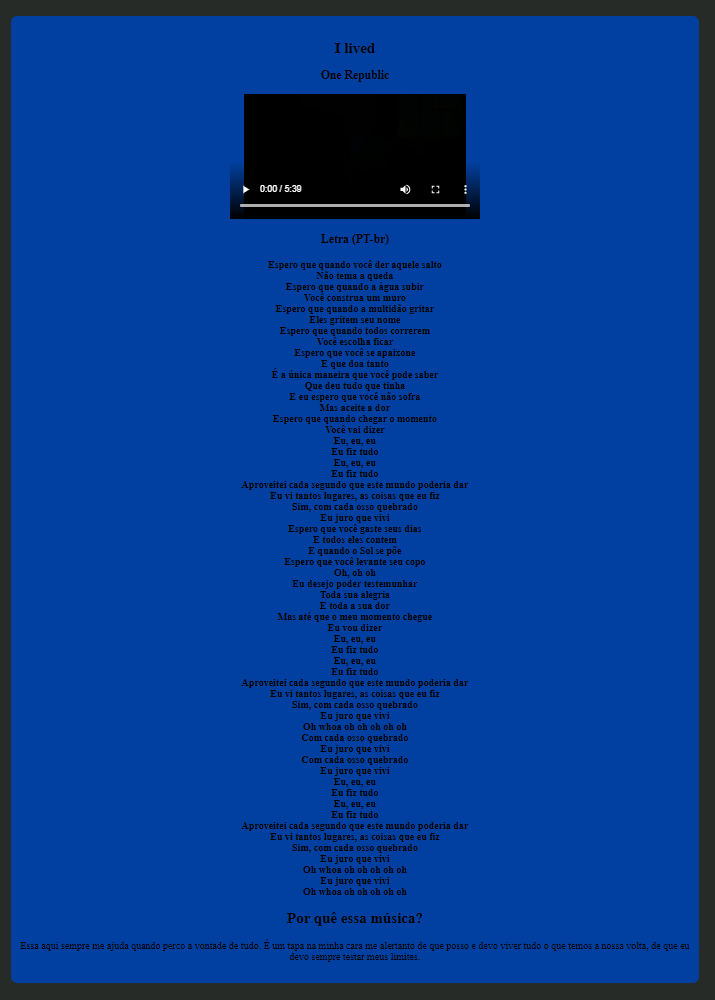 I lived
One Republic
0:00 / 5:39
Letra (PT-br)
Espero que quando você der aquele salto
Não tema a queda
Espero que quando a água subir
Você construa um muro
Espero que quando a multidão gritar
Eles gritem seu nome
Espero que quando todos correrem
Você escolha ficar
Espero que você se apaixone
E que doa tanto
É a única maneira que você pode saber
Que deu tudo que tinha
E eu espero que você não sofra
Mas aceite a dor
Espero que quando chegar o momento
Você vai dizer
Eu, eu, eu
Eu fiz tudo
Eu, eu, eu
Eu fiz tudo
Aproveitei cada segundo que este mundo poderia dar
Eu vi tantos lugares, as coisas que eu fiz
Sim, com cada osso quebrado
Eu juro que vivi
Espero que você gaste seus dias
E todos eles contem
E quando o Sol se põe
Espero que você levante seu copo
Oh, oh oh
Eu desejo poder testemunhar
Toda sua alegria
E toda a sua dor
Mas até que o meu momento chegue
Eu vou dizer
Eu, eu, eu
Eu fiz tudo
Eu, eu, eu
Eu fiz tudo
Aproveitei cada segundo que este mundo poderia dar
Eu vi tantos lugares, as coisas que eu fiz
Sim, com cada osso quebrado
Eu juro que vivi
Oh whoa oh oh oh oh oh
Com cada osso quebrado
Eu juro que vivi
Com cada osso quebrado
Eu juro que vivi
Eu, eu, eu
Eu fiz tudo
Eu, eu, eu
Eu fiz tudo
Aproveitei cada segundo que este mundo poderia dar
Eu vi tantos lugares, as coisas que eu fiz
Sim, com cada osso quebrado
Eu juro que vivi
Oh whoa oh oh oh oh oh
Eu juro que vivi
Oh whoa oh oh oh oh oh
Por quê essa música?
Essa aqui sempre me ajuda quando perco a vontade de tudo. É um tapa na minha cara me alertanto de que posso e devo viver tudo o que temos a nossa volta, de que eu
devo sempre testar meus limites.